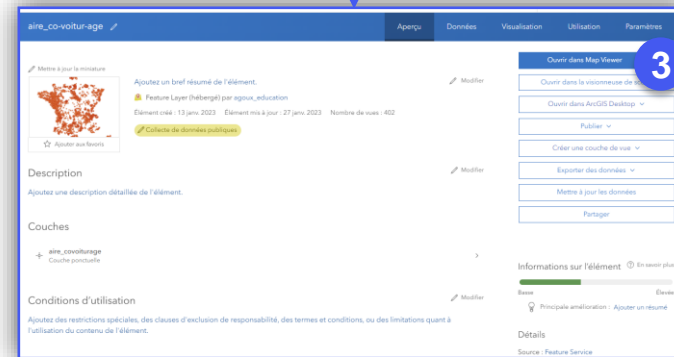 aire_co-voitur-age
Aperçu Données Visualisation Utilisation Paramètres
Mettre à jour la miniature
Ajouter aux favoris
Ajoutez un bref résumé de l'élément.
Modifier
Feature Layer (hébergé) par agoux_education
Élément créé : 13 janv. 2023 Élément mis à jour : 27 janv. 2023 Nombre de vues : 402
Collecte de données publiques
Description
Modifier
Ajoutez une description détaillée de l'élément.
Couches
aire_covoiturage
Couche ponctuelle
Conditions d'utilisation
Modifier
Ajoutez des restrictions spéciales, des clauses d'exclusion de responsabilité, des termes et conditions, ou des limitations quant à
l'utilisation du contenu de l'élément.
Ouvrir dans Map Viewer
3
Ouvrir dans la visionneuse de
Ouvrir dans ArcGIS Desktop
Publier
Créer une couche de vue
Exporter des données
Mettre à jour les données
Partager
Informations sur l'élément
En savoir plus
Basse Élevée
Principale amélioration : Ajouter un résumé
Détails
Source : Feature Service